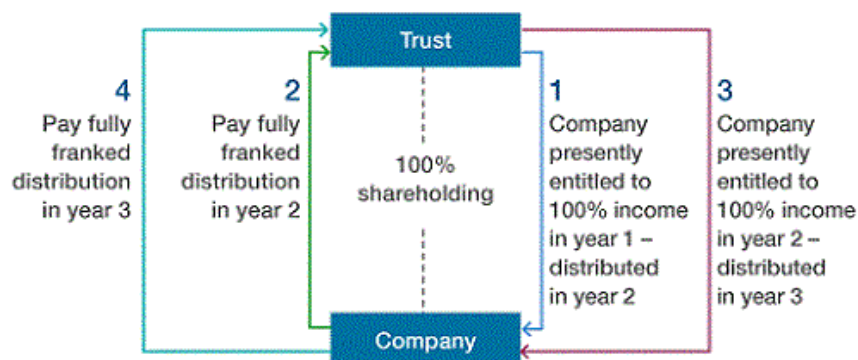 Trust
4
Pay fully
franked
distribution
in year 3
2
Pay fully
franked
distribution
in year 2
100%
shareholding
1
Company
presently
entitled to
100% income
in year 1 –
distributed
in year 2
3
Company
presently
entitled to
100% income
in year 2 –
distributed
in year 3
Company